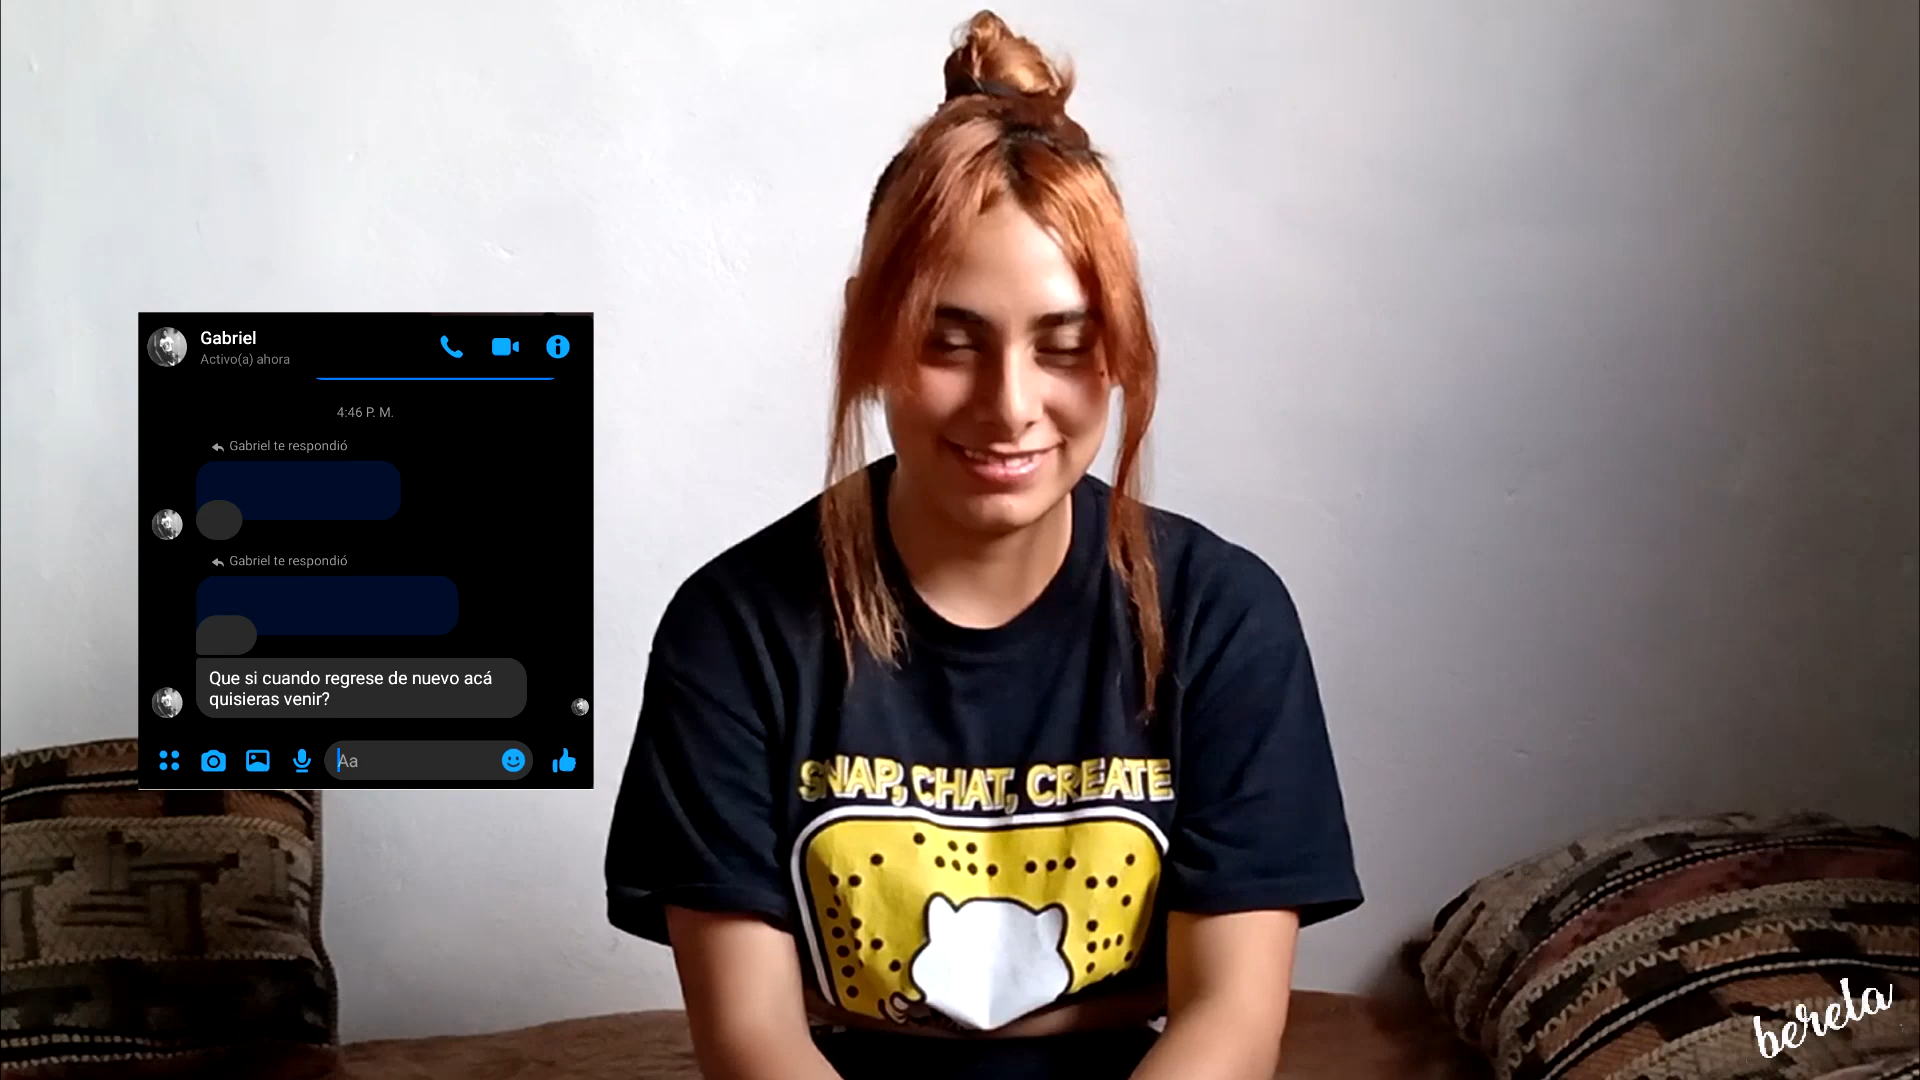 Gabriel
Activo(a) ahora
4:46 P. M.
Gabriel te respondió
Gabriel te respondió
Que si cuando regrese de nuevo acá
quisieras venir?
Aa
SNAP, CHAT, CREATE
berela